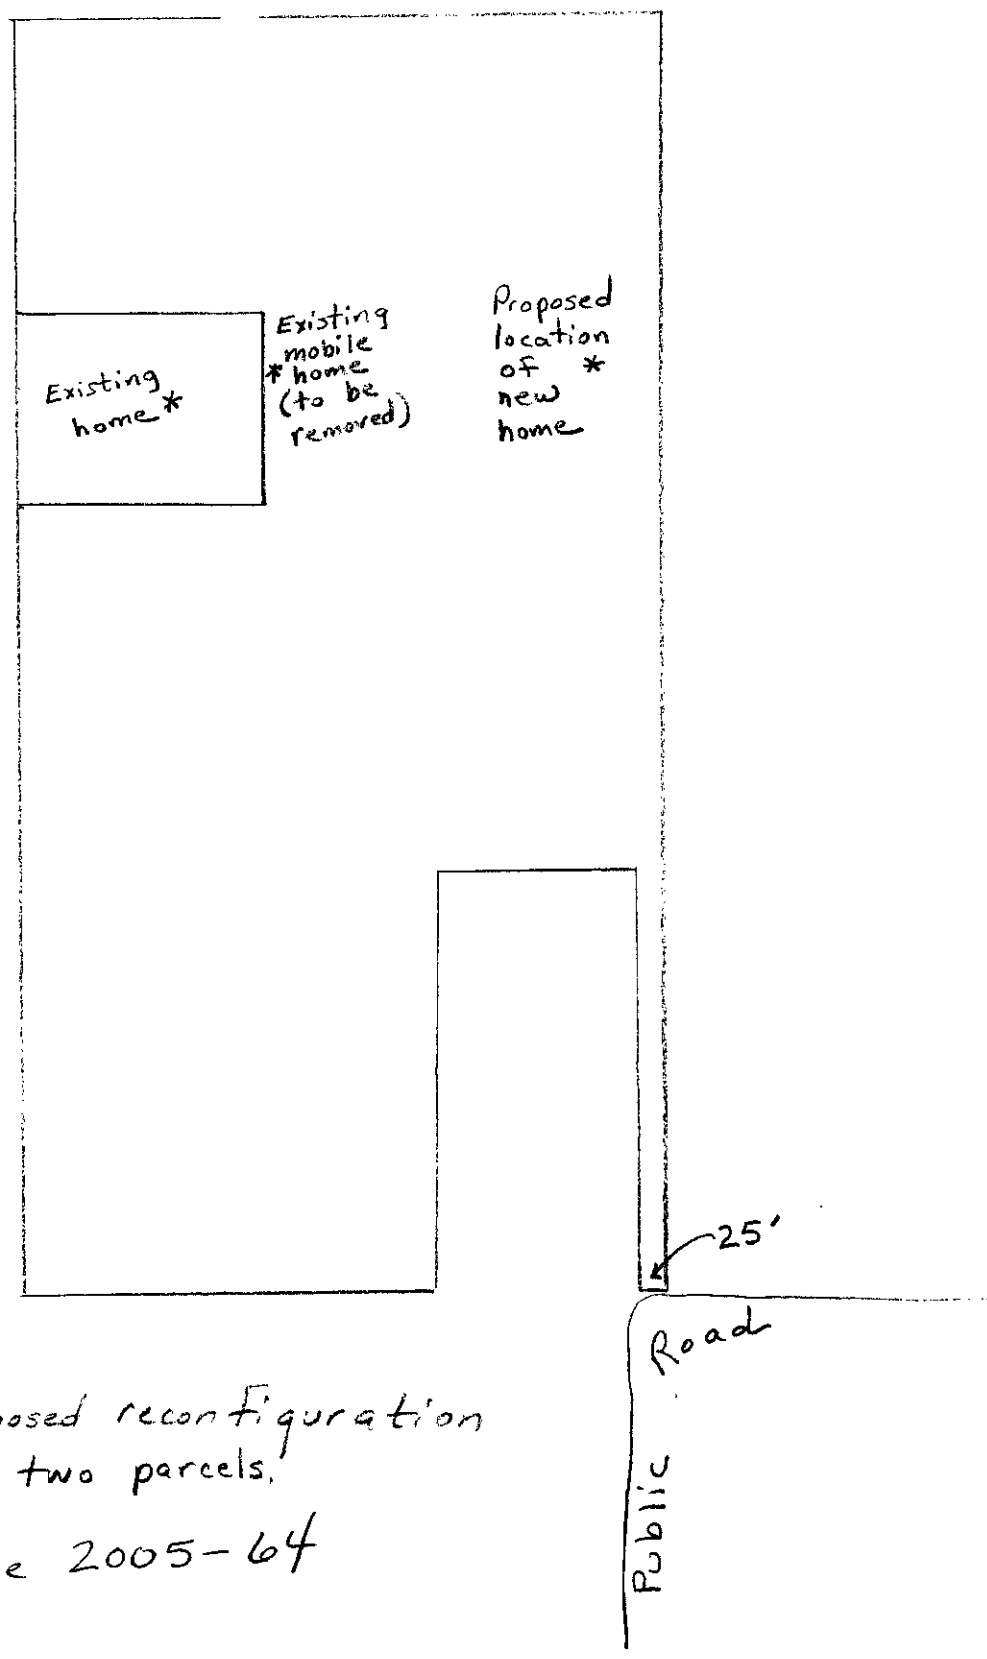 Existing
home *
Existing
mobile
* home
(to be
removed)
Proposed
location
of *
new
home
25'
Road
Public
posed reconfiguration
two parcels.
e 2005-64